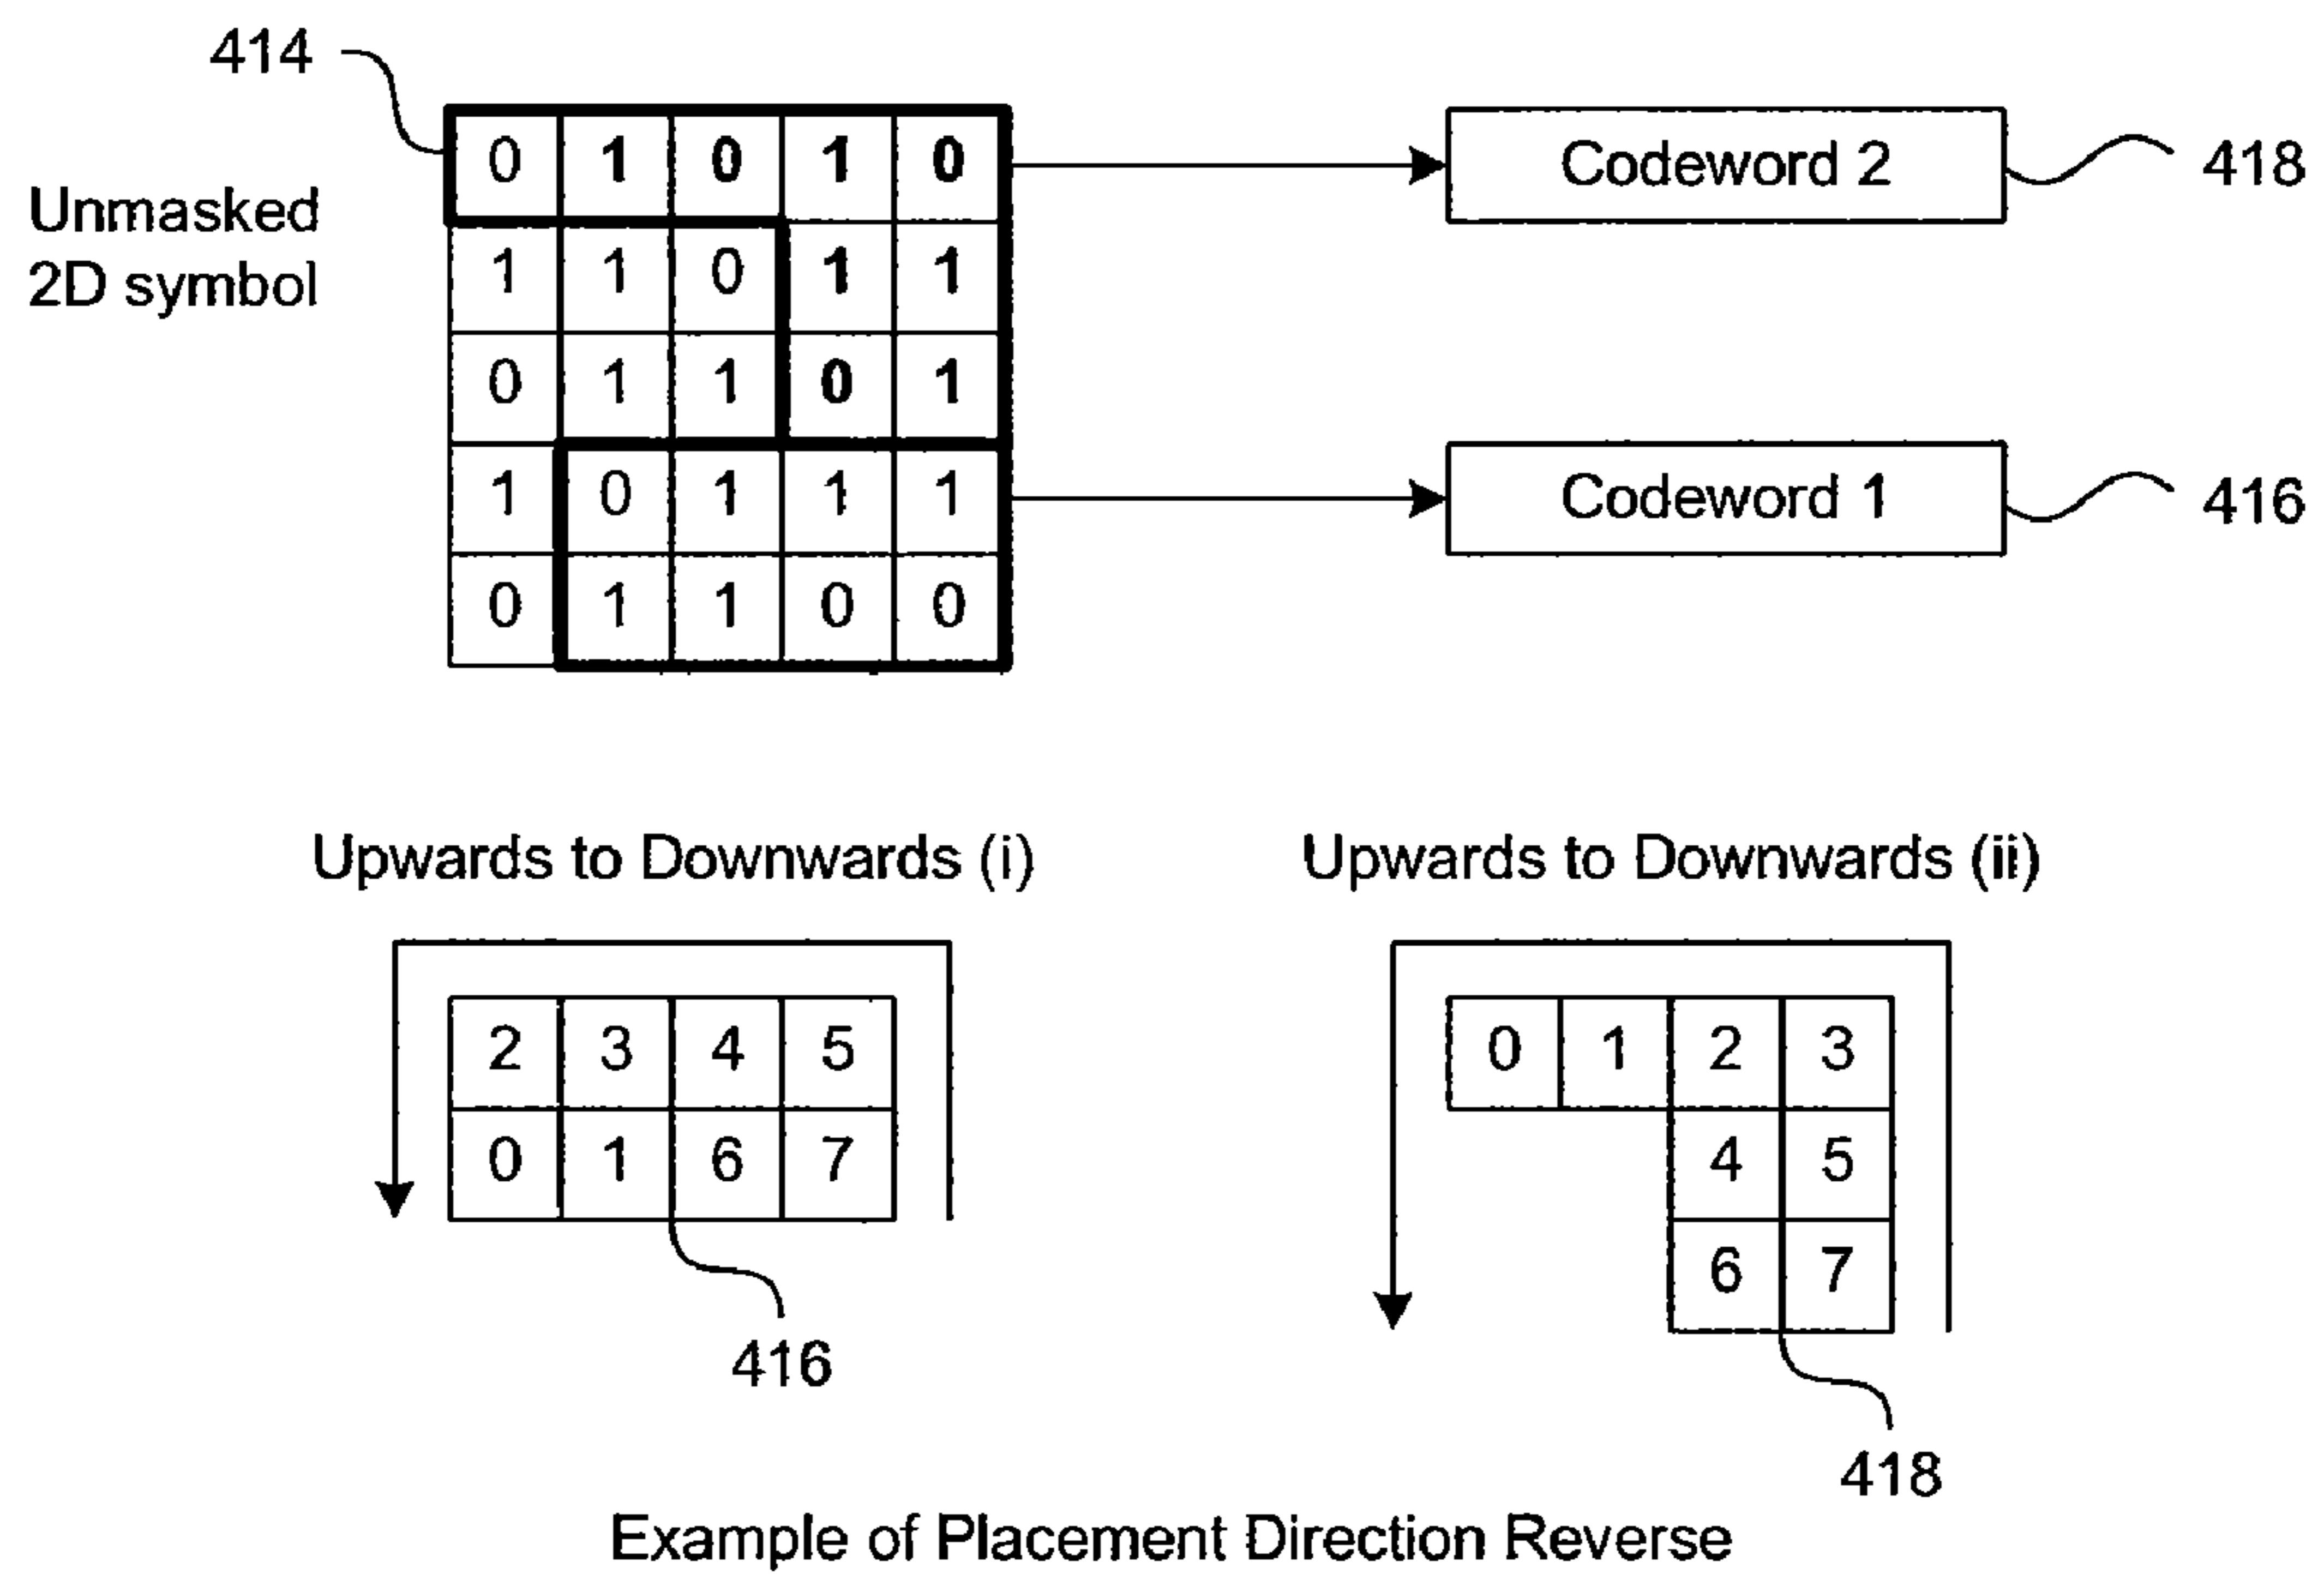 414
Unmasked
2D symbol
0 1 0 1 0
1 1 0 1 1
0 1 1 0 1
1 0 1 1 1
0 1 1 0 0
Codeword 2
418
Codeword 1
416
Upwards to Downwards (i)
2 3 4 5
0 1 6 7
416
Upwards to Downwards (ii)
0 1 2 3
4 5
6 7
418
Example of Placement Direction Reverse